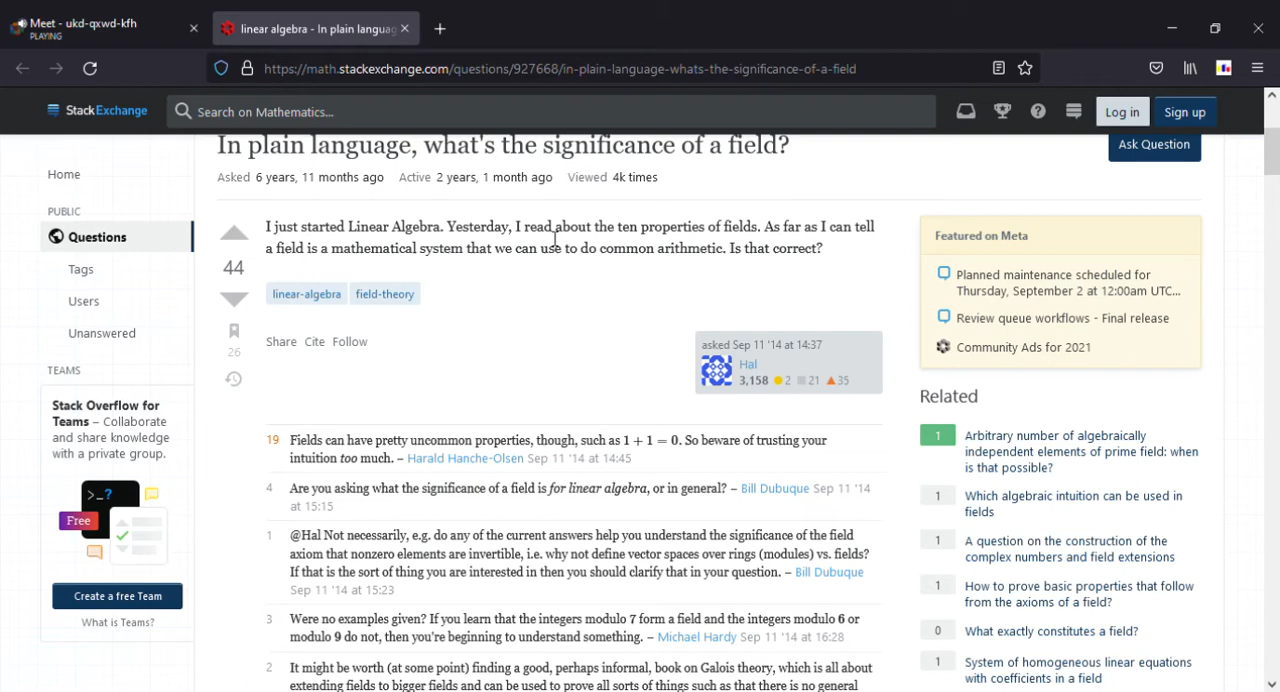 Meet - ukd-qxwd-kfh
PLAYING
linear algebra - In plain languag
https://math.stackexchange.com/questions/927668/in-plain-language-whats-the-significance-of-a-field
StackExchange
Search on Mathematics...
Log in
Sign up
In plain language, what's the significance of a field?
Ask Question
Asked 6 years, 11 months ago Active 2 years, 1 month ago Viewed 4k times
Home
PUBLIC
Questions
Tags
Users
Unanswered
TEAMS
Stack Overflow for
Teams – Collaborate
and share knowledge
with a private group.
>_?
Free
Create a free Team
What is Teams?
44
26
I just started Linear Algebra. Yesterday, I read about the ten properties of fields. As far as I can tell
a field is a mathematical system that we can use to do common arithmetic. Is that correct?
linear-algebra field-theory
Share Cite Follow
asked Sep 11 '14 at 14:37
Hal
3,158 2 21 35
19 Fields can have pretty uncommon properties, though, such as 1 + 1 = 0. So beware of trusting your
intuition too much. – Harald Hanche-Olsen Sep 11 '14 at 14:45
4 Are you asking what the significance of a field is for linear algebra, or in general? – Bill Dubuque Sep 11 '14
at 15:15
1 @Hal Not necessarily, e.g. do any of the current answers help you understand the significance of the field
axiom that nonzero elements are invertible, i.e. why not define vector spaces over rings (modules) vs. fields?
If that is the sort of thing you are interested in then you should clarify that in your question. – Bill Dubuque
Sep 11 '14 at 15:23
3 Were no examples given? If you learn that the integers modulo 7 form a field and the integers modulo 6 or
modulo 9 do not, then you're beginning to understand something. – Michael Hardy Sep 11 '14 at 16:28
2 It might be worth (at some point) finding a good, perhaps informal, book on Galois theory, which is all about
extending fields to bigger fields and can be used to prove all sorts of things such as that there is no general
Featured on Meta
Planned maintenance scheduled for
Thursday, September 2 at 12:00am UTC...
Review queue workflows - Final release
Community Ads for 2021
Related
1 Arbitrary number of algebraically
independent elements of prime field: when
is that possible?
1 Which algebraic intuition can be used in
fields
1 A question on the construction of the
complex numbers and field extensions
1 How to prove basic properties that follow
from the axioms of a field?
0 What exactly constitutes a field?
1 System of homogeneous linear equations
with coefficients in a field